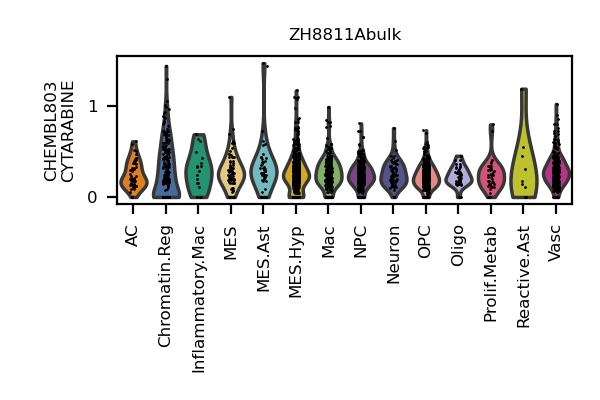 ZH8811Abulk
CHEMBL803
CYTARABINE
1
0
AC
Chromatin.Reg
Inflammatory.Mac
MES
MES.Ast
MES.Hyp
Mac
NPC
Neuron
OPC
Oligo
Prolif.Metab
Reactive.Ast
Vasc